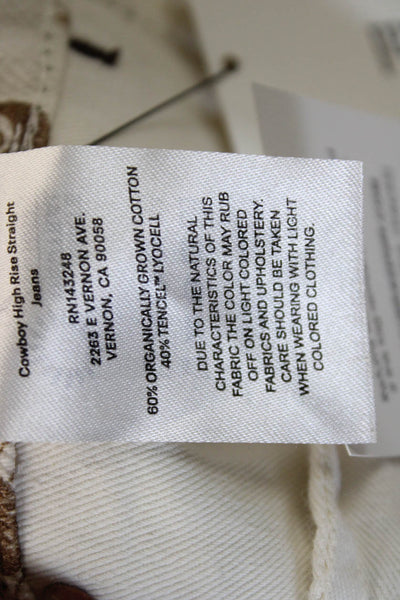 Cowboy High Rise Straight
Jeans
RN143248
2263 E VERNON AVE.
VERNON, CA 90058
60% ORGANICALLY GROWN COTTON
40% TENCEL™ LYOCELL
DUE TO THE NATURAL
CHARACTERISTICS OF THIS
FABRIC THE COLOR MAY RUB
OFF ON LIGHT COLORED
FABRICS AND UPHOLSTERY.
CARE SHOULD BE TAKEN
WHEN WEARING WITH LIGHT
COLORED CLOTHING.